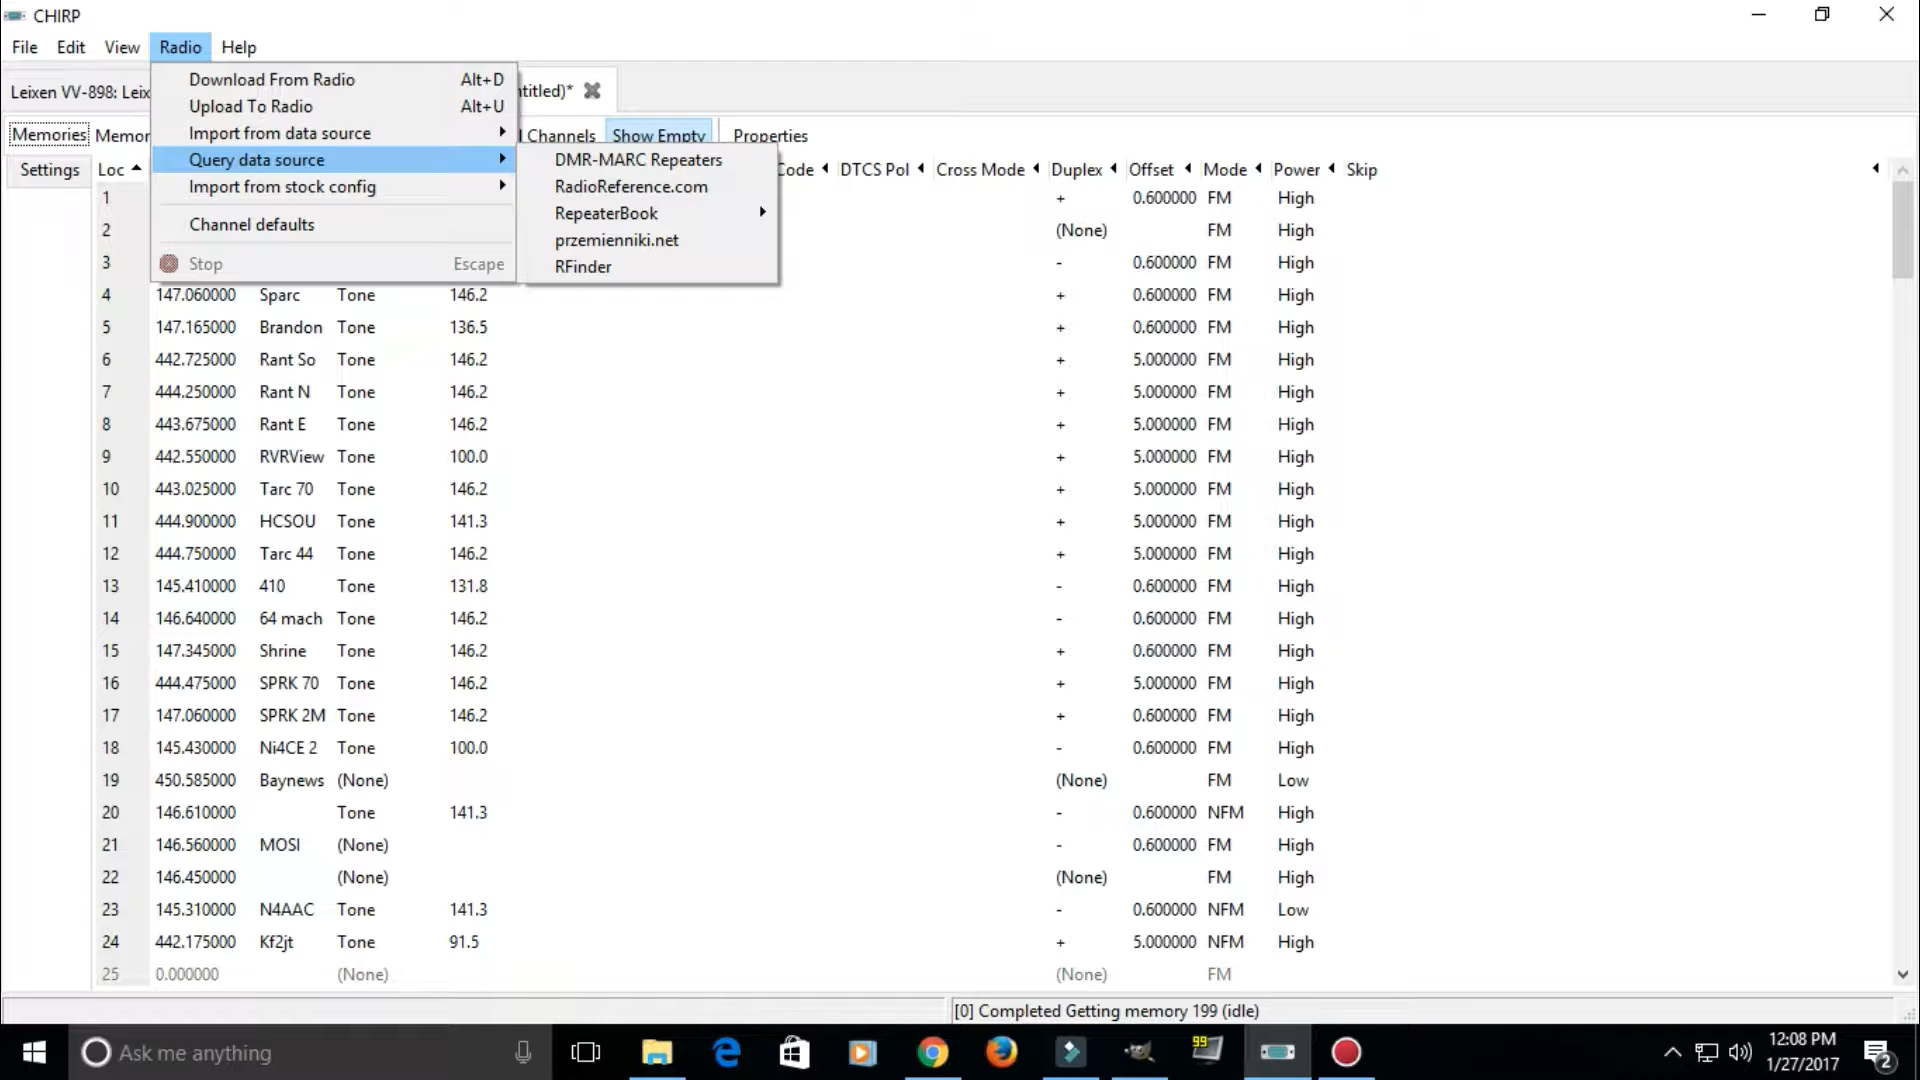 CHIRP
File Edit View Radio Help
Leixen VV-898: Leix ntitled)*
Download From Radio Alt+D
Upload To Radio Alt+U
Import from data source
Query data source
Import from stock config
Channel defaults
Stop Escape
DMR-MARC Repeaters
RadioReference.com
RepeaterBook
przemienniki.net
RFinder
Memories Memor l Channels Show Empty Properties
Settings Loc Code DTCS Pol Cross Mode Duplex Offset Mode Power Skip
1 + 0.600000 FM High
2 (None) FM High
3 - 0.600000 FM High
4 147.060000 Sparc Tone 146.2 + 0.600000 FM High
5 147.165000 Brandon Tone 136.5 + 0.600000 FM High
6 442.725000 Rant So Tone 146.2 + 5.000000 FM High
7 444.250000 Rant N Tone 146.2 + 5.000000 FM High
8 443.675000 Rant E Tone 146.2 + 5.000000 FM High
9 442.550000 RVRView Tone 100.0 + 5.000000 FM High
10 443.025000 Tarc 70 Tone 146.2 + 5.000000 FM High
11 444.900000 HCSOU Tone 141.3 + 5.000000 FM High
12 444.750000 Tarc 44 Tone 146.2 + 5.000000 FM High
13 145.410000 410 Tone 131.8 - 0.600000 FM High
14 146.640000 64 mach Tone 146.2 - 0.600000 FM High
15 147.345000 Shrine Tone 146.2 + 0.600000 FM High
16 444.475000 SPRK 70 Tone 146.2 + 5.000000 FM High
17 147.060000 SPRK 2M Tone 146.2 + 0.600000 FM High
18 145.430000 Ni4CE 2 Tone 100.0 - 0.600000 FM High
19 450.585000 Baynews (None) (None) FM Low
20 146.610000 Tone 141.3 - 0.600000 NFM High
21 146.560000 MOSI (None) - 0.600000 FM High
22 146.450000 (None) (None) FM High
23 145.310000 N4AAC Tone 141.3 - 0.600000 NFM Low
24 442.175000 Kf2jt Tone 91.5 + 5.000000 NFM High
25 0.000000 (None) (None) FM
[0] Completed Getting memory 199 (idle)
Ask me anything 99 12:08 PM
1/27/2017 2